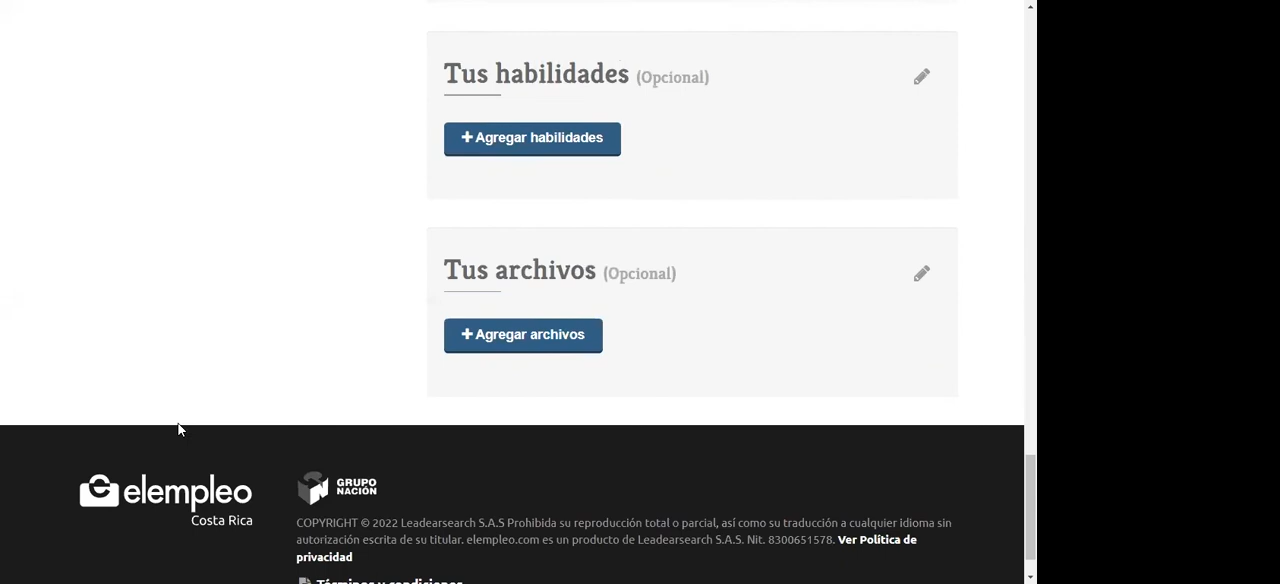 Tus habilidades (Opcional)
+ Agregar habilidades
Tus archivos (Opcional)
+ Agregar archivos
elempleo
Costa Rica
GRUPO
NACIÓN
COPYRIGHT © 2022 Leadearsearch S.A.S Prohibida su reproducción total o parcial, así como su traducción a cualquier idioma sin
autorización escrita de su titular. elempleo.com es un producto de Leadearsearch S.A.S. Nit. 8300651578. Ver Política de
privacidad
Términos y condiciones